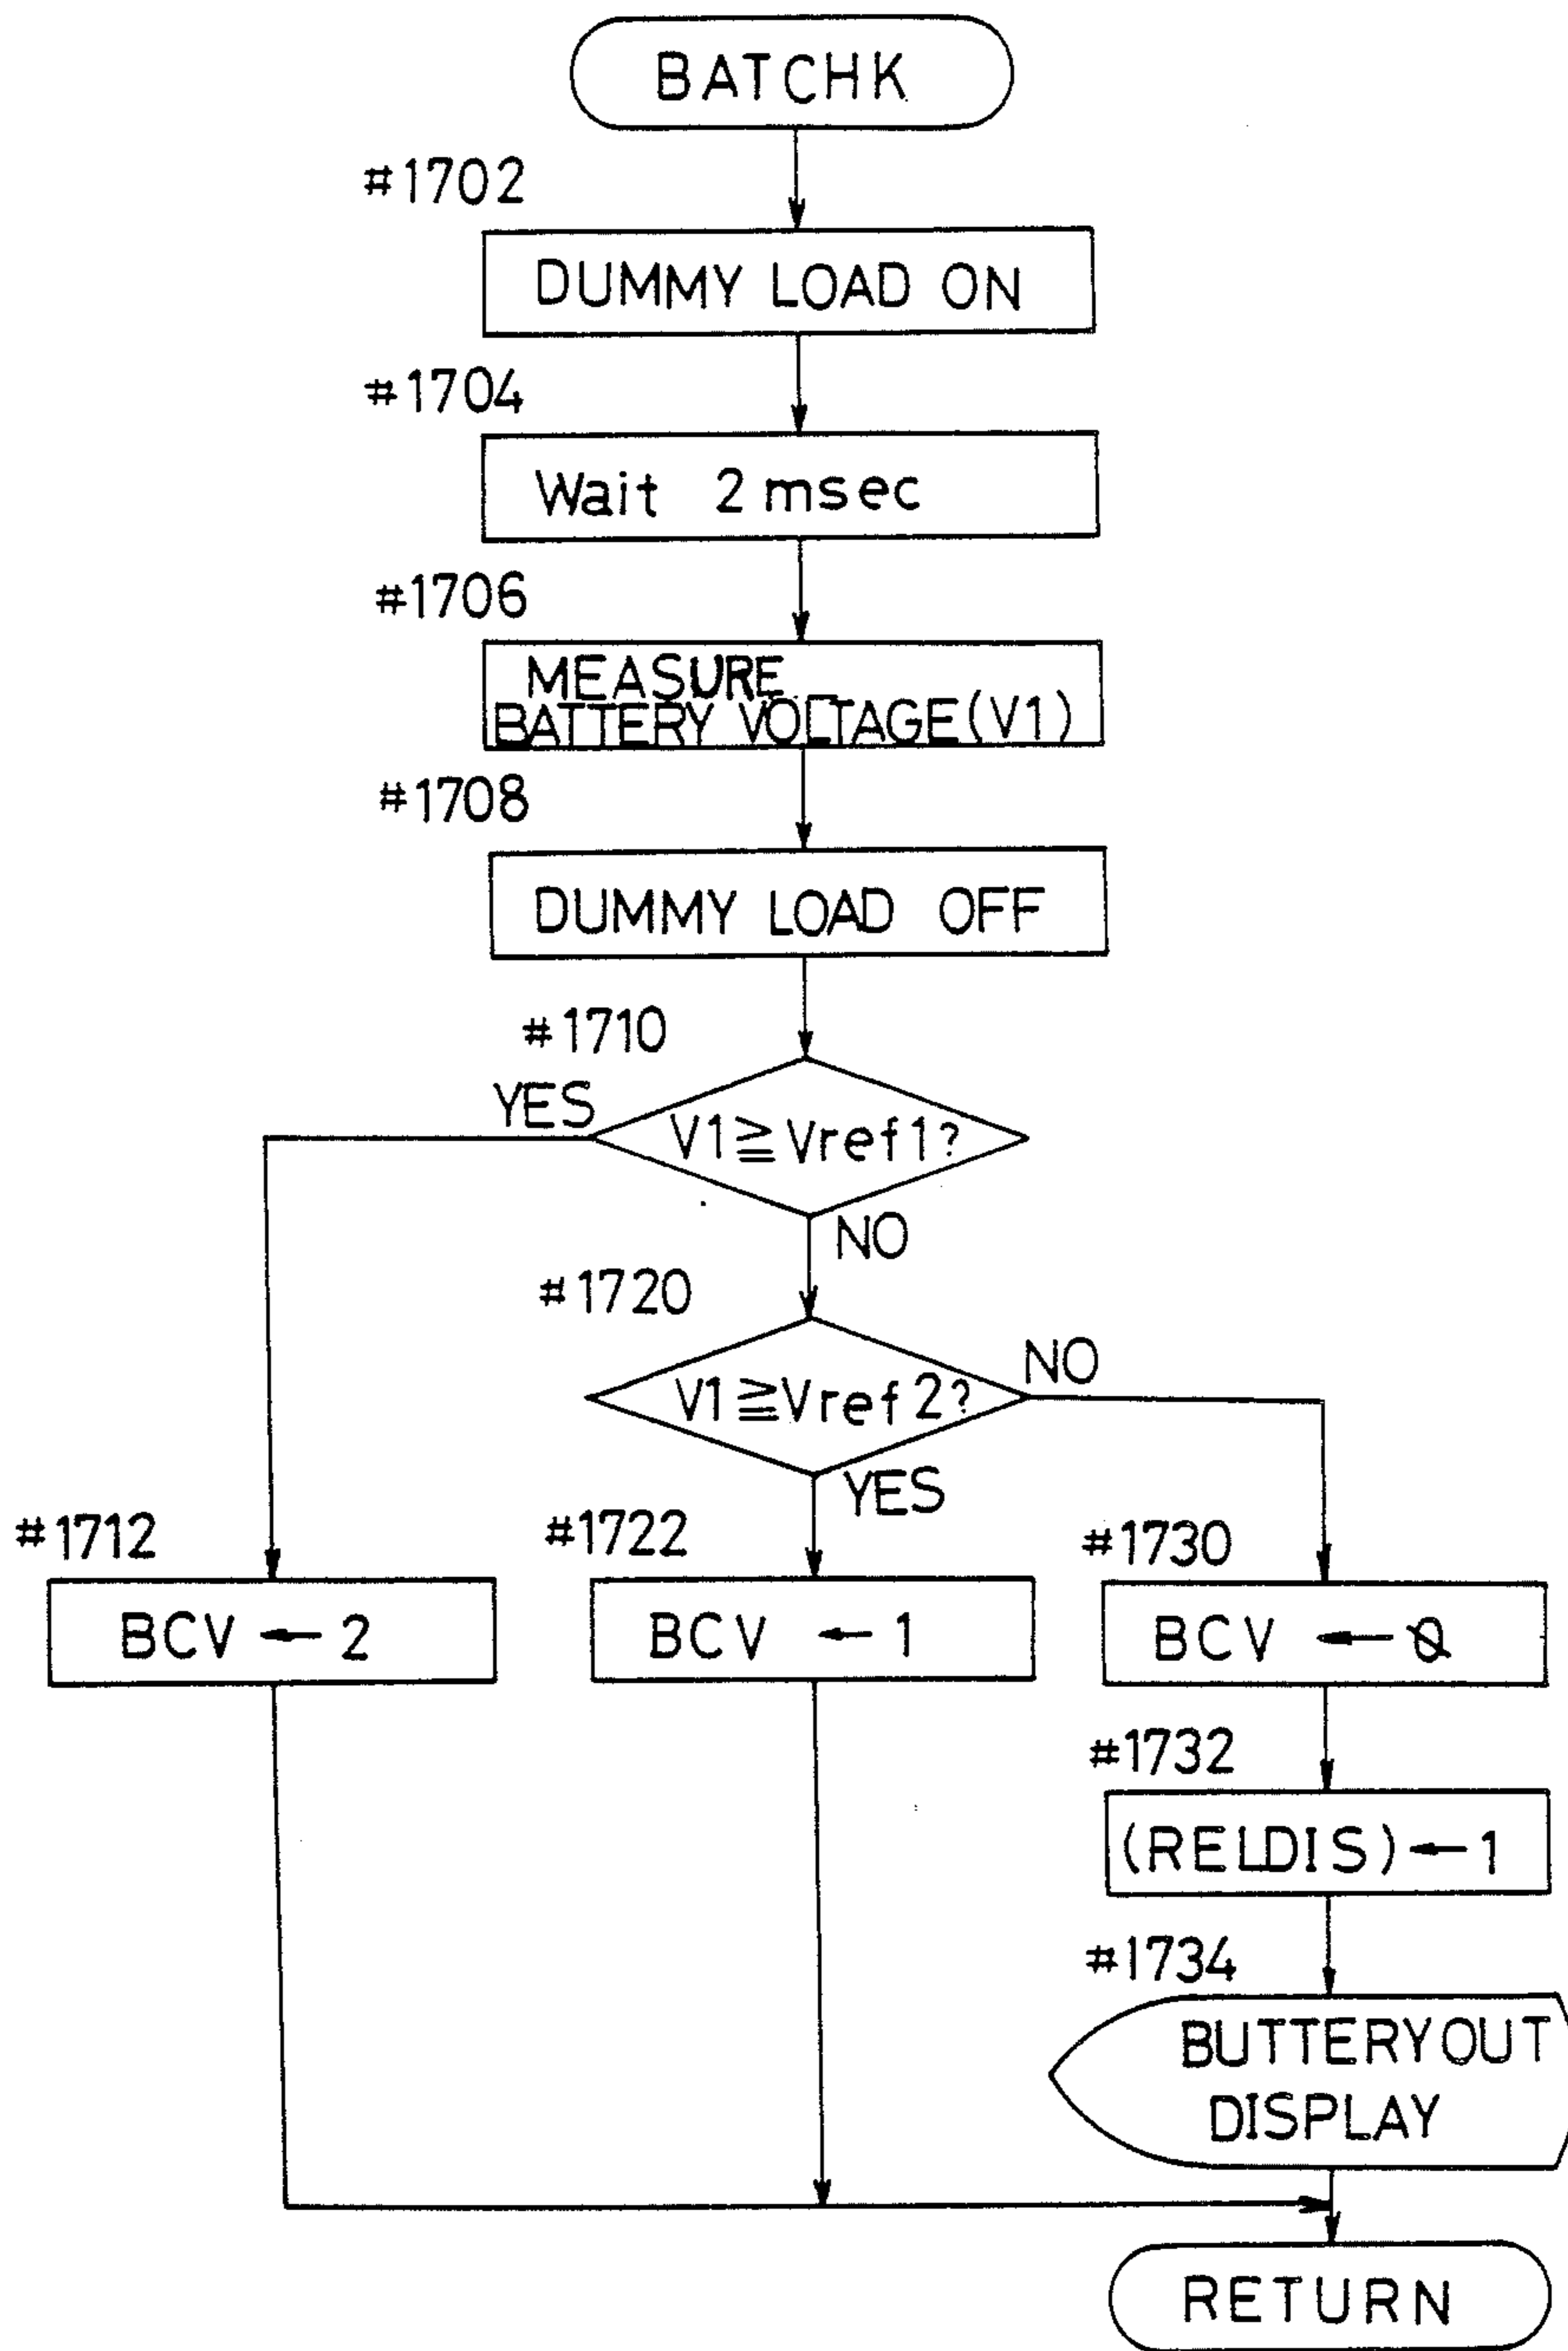 BATCHK
#1702
DUMMY LOAD ON
#1704
Wait 2 msec
#1706
MEASURE
BATTERY VOLTAGE(V1)
#1708
DUMMY LOAD OFF
#1710
YES
V1≧Vref1?
NO
#1720
NO
V1≧Vref2?
YES
#1712
#1722
#1730
BCV ← 2
BCV ← 1
BCV ← 0
#1732
(RELDIS)←1
#1734
BUTTERYOUT
DISPLAY
RETURN